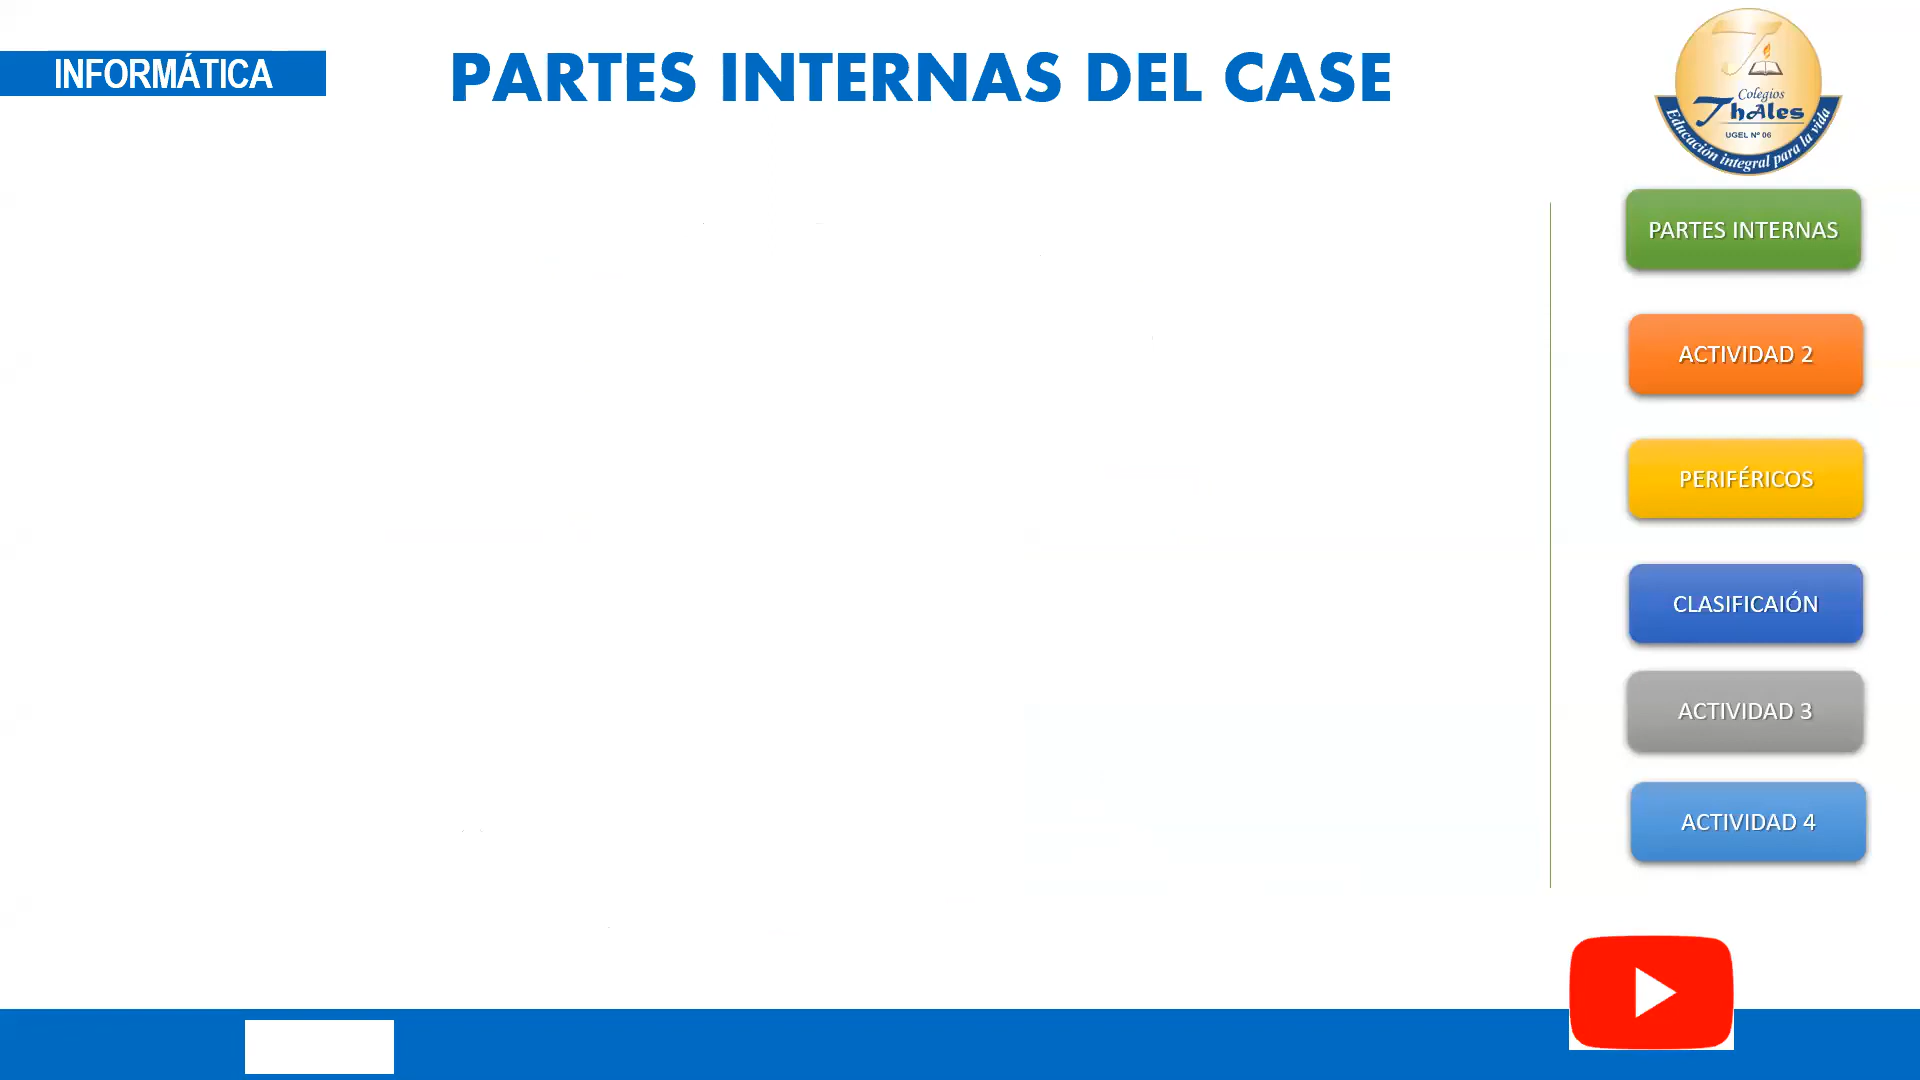 INFORMÁTICA
PARTES INTERNAS DEL CASE
Colegios
ThAles
UGEL Nº 06
Educación integral para la vida
PARTES INTERNAS
ACTIVIDAD 2
PERIFÉRICOS
CLASIFICAIÓN
ACTIVIDAD 3
ACTIVIDAD 4